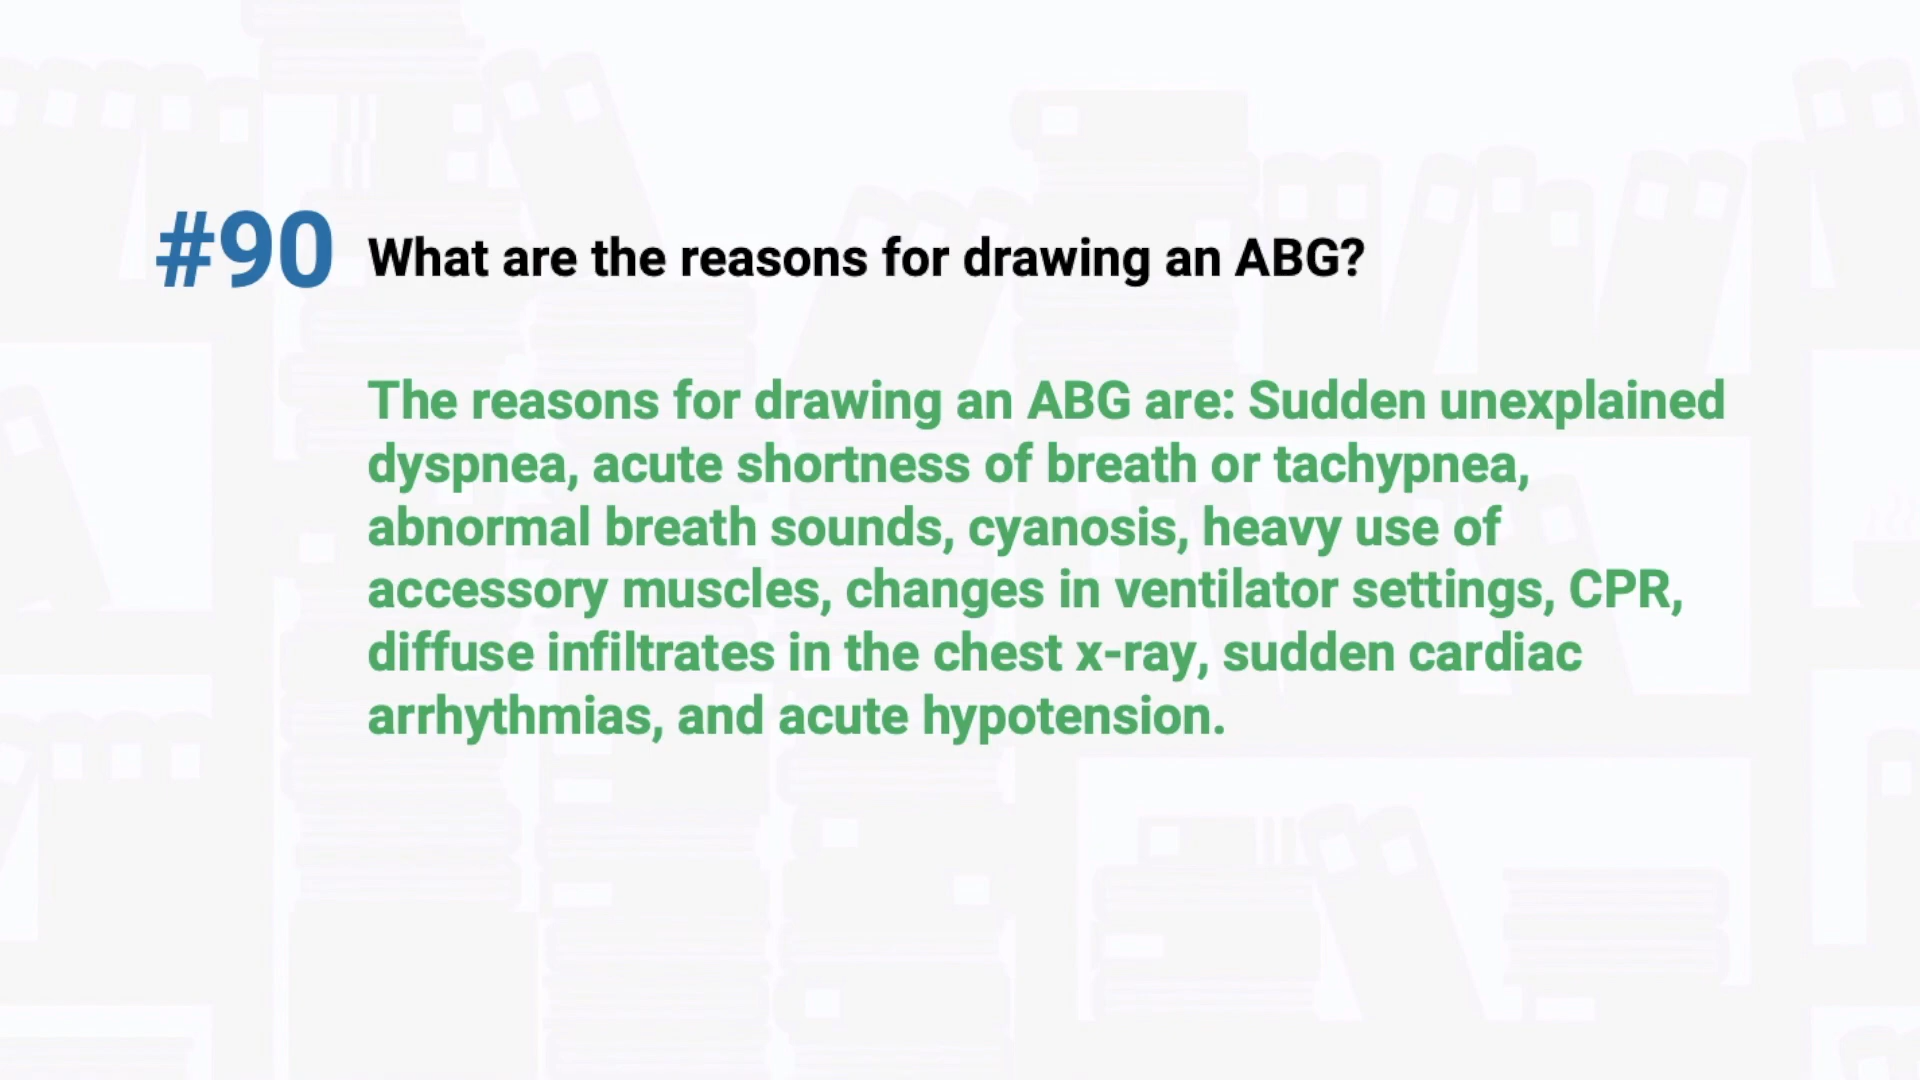 #90 What are the reasons for drawing an ABG?
The reasons for drawing an ABG are: Sudden unexplained
dyspnea, acute shortness of breath or tachypnea,
abnormal breath sounds, cyanosis, heavy use of
accessory muscles, changes in ventilator settings, CPR,
diffuse infiltrates in the chest x-ray, sudden cardiac
arrhythmias, and acute hypotension.